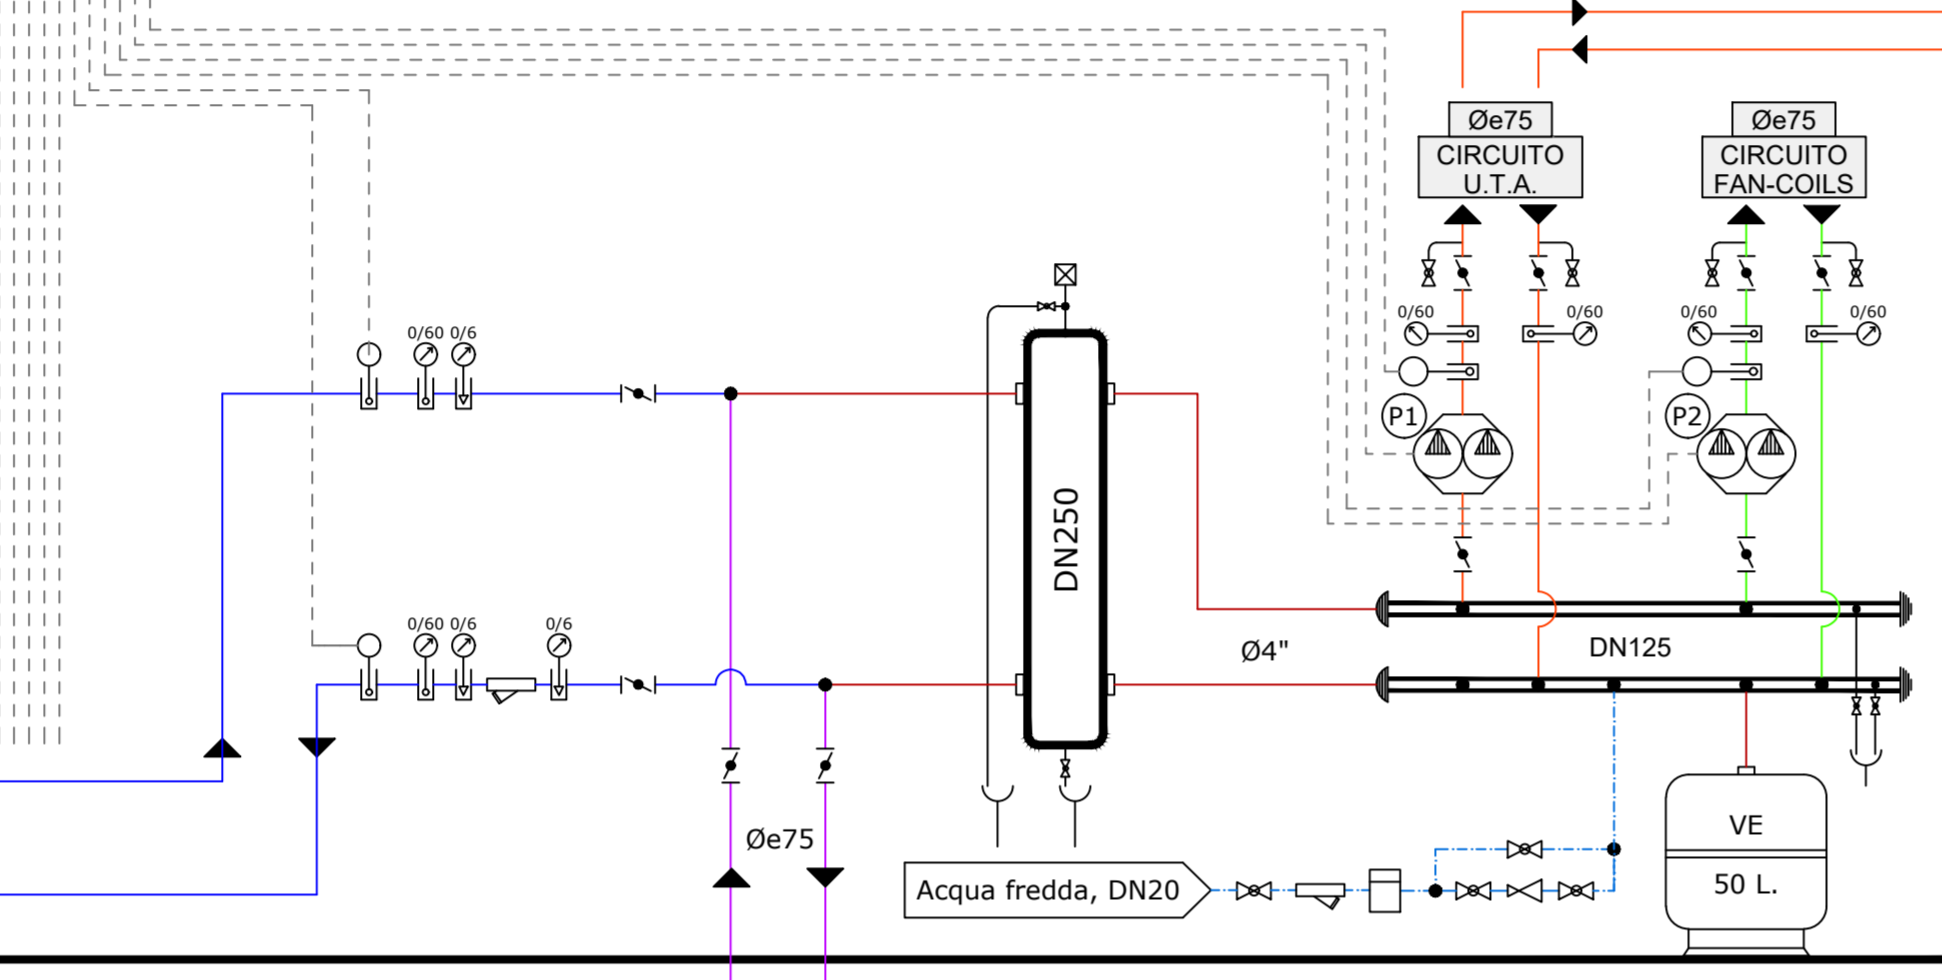 Øe75
Øe75
CIRCUITO
U.T.A.
CIRCUITO
FAN-COILS
0/60
0/60
0/60
0/60
0/60 0/6
P1
P2
DN250
0/60 0/6
0/6
Ø4"
DN125
Øe75
VE
50 L.
Acqua fredda, DN20